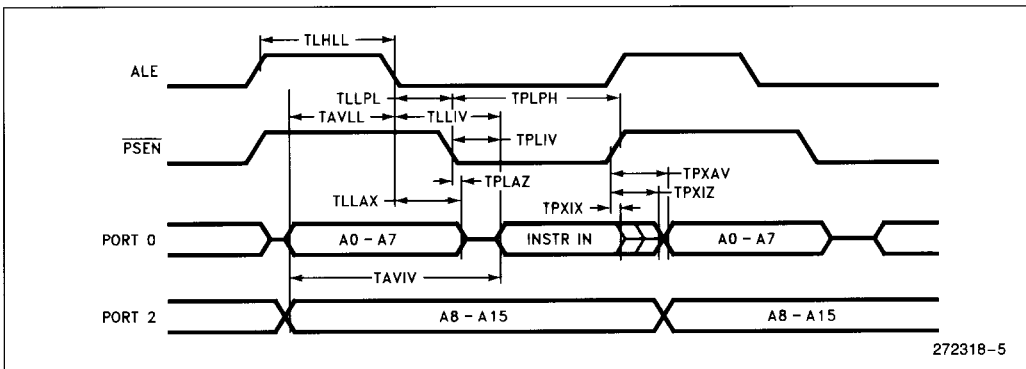 TLHLL
ALE
TLLPL
TPLPH
TAVLL
TLLIV
PSEN
TPLIV
TPLAZ
TPXAV
TLLAX
TPXIZ
TPXIX
PORT 0
A0 - A7
INSTR IN
A0 - A7
TAVIV
PORT 2
A8 - A15
A8 - A15
272318-5